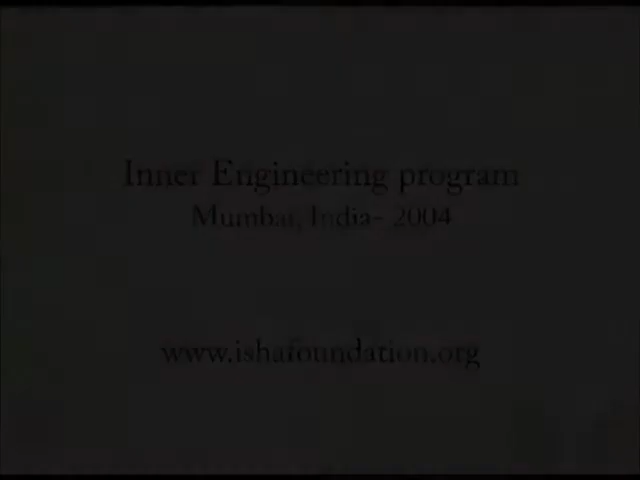 Inner Engineering program
Mumbai, India- 2004
www.ishafoundation.org